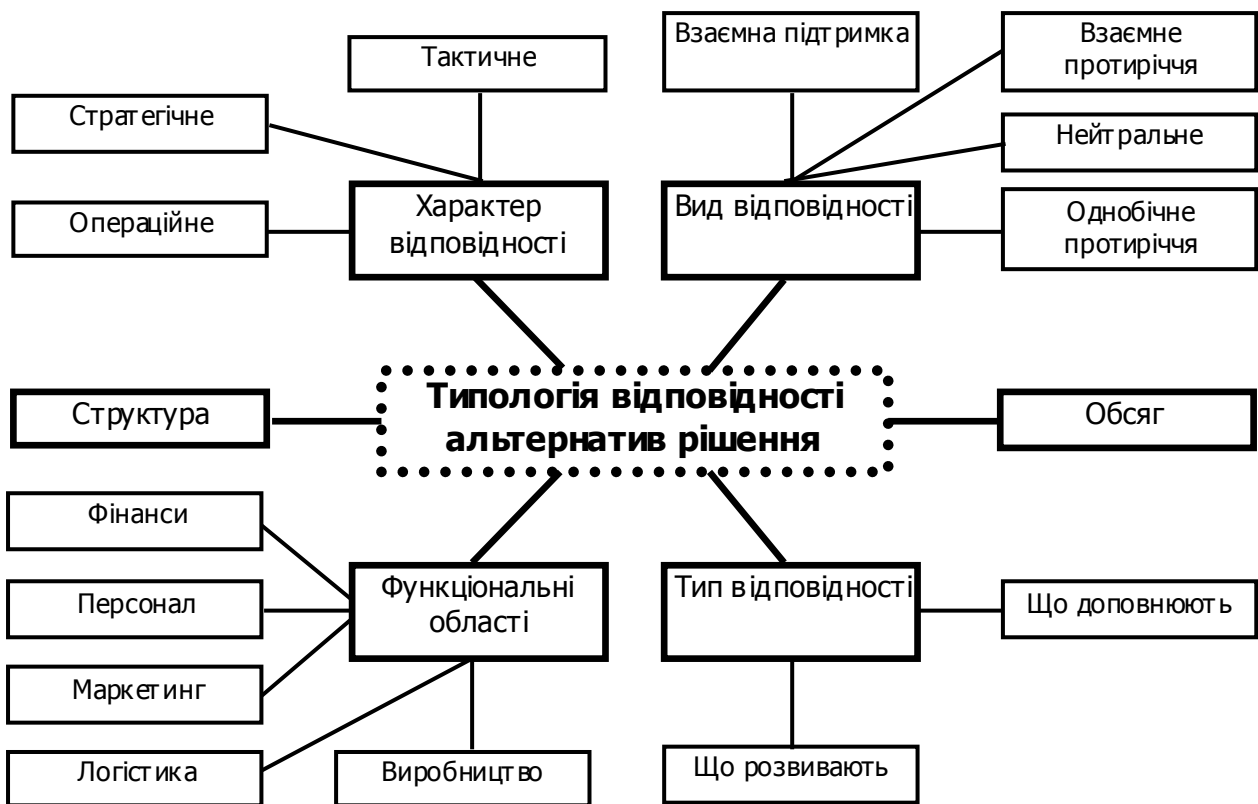 Тактичне
Взаємна підтримка
Взаємне
протиріччя
Стратегічне
Нейтральне
Операційне
Характер
відповідності
Вид відповідності
Однобічне
протиріччя
Структура
Типологія відповідності
альтернатив рішення
Обсяг
Фінанси
Персонал
Маркетинг
Логістика
Функціональні
області
Виробництво
Тип відповідності
Що доповнюють
Що розвивають